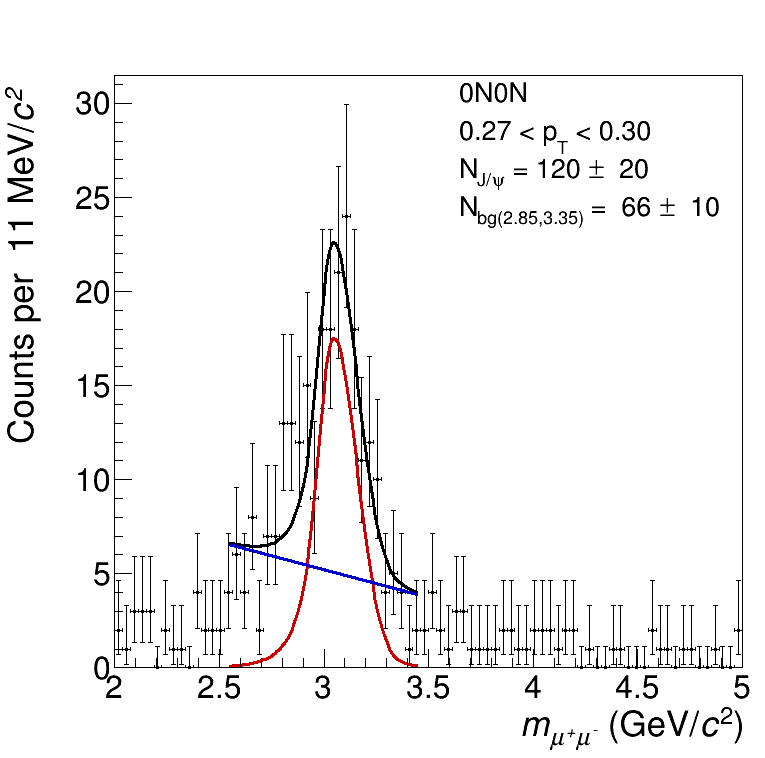 Counts per 11 MeV/c²
30
25
20
15
10
5
0
0N0N
0.27 < p_T < 0.30
N_J/ψ = 120 ± 20
N_bg(2.85,3.35) = 66 ± 10
2 2.5 3 3.5 4 4.5 5
m_μ⁺μ⁻ (GeV/c²)